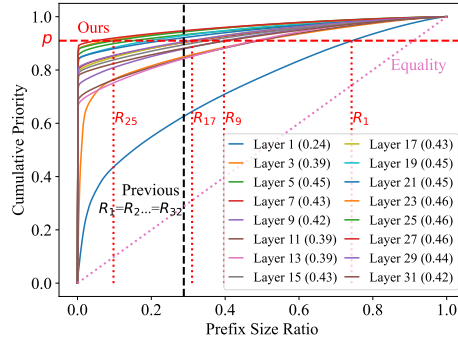 1.0
Ours
p
0.8
Equality
0.6
R25
R17
R9
R1
0.4
Previous
R1=R2...=R32
0.2
0.0
Cumulative Priority
Layer 1 (0.24)
Layer 3 (0.39)
Layer 5 (0.45)
Layer 7 (0.43)
Layer 9 (0.42)
Layer 11 (0.39)
Layer 13 (0.39)
Layer 15 (0.43)
Layer 17 (0.43)
Layer 19 (0.45)
Layer 21 (0.45)
Layer 23 (0.46)
Layer 25 (0.46)
Layer 27 (0.46)
Layer 29 (0.44)
Layer 31 (0.42)
0.0 0.2 0.4 0.6 0.8 1.0
Prefix Size Ratio